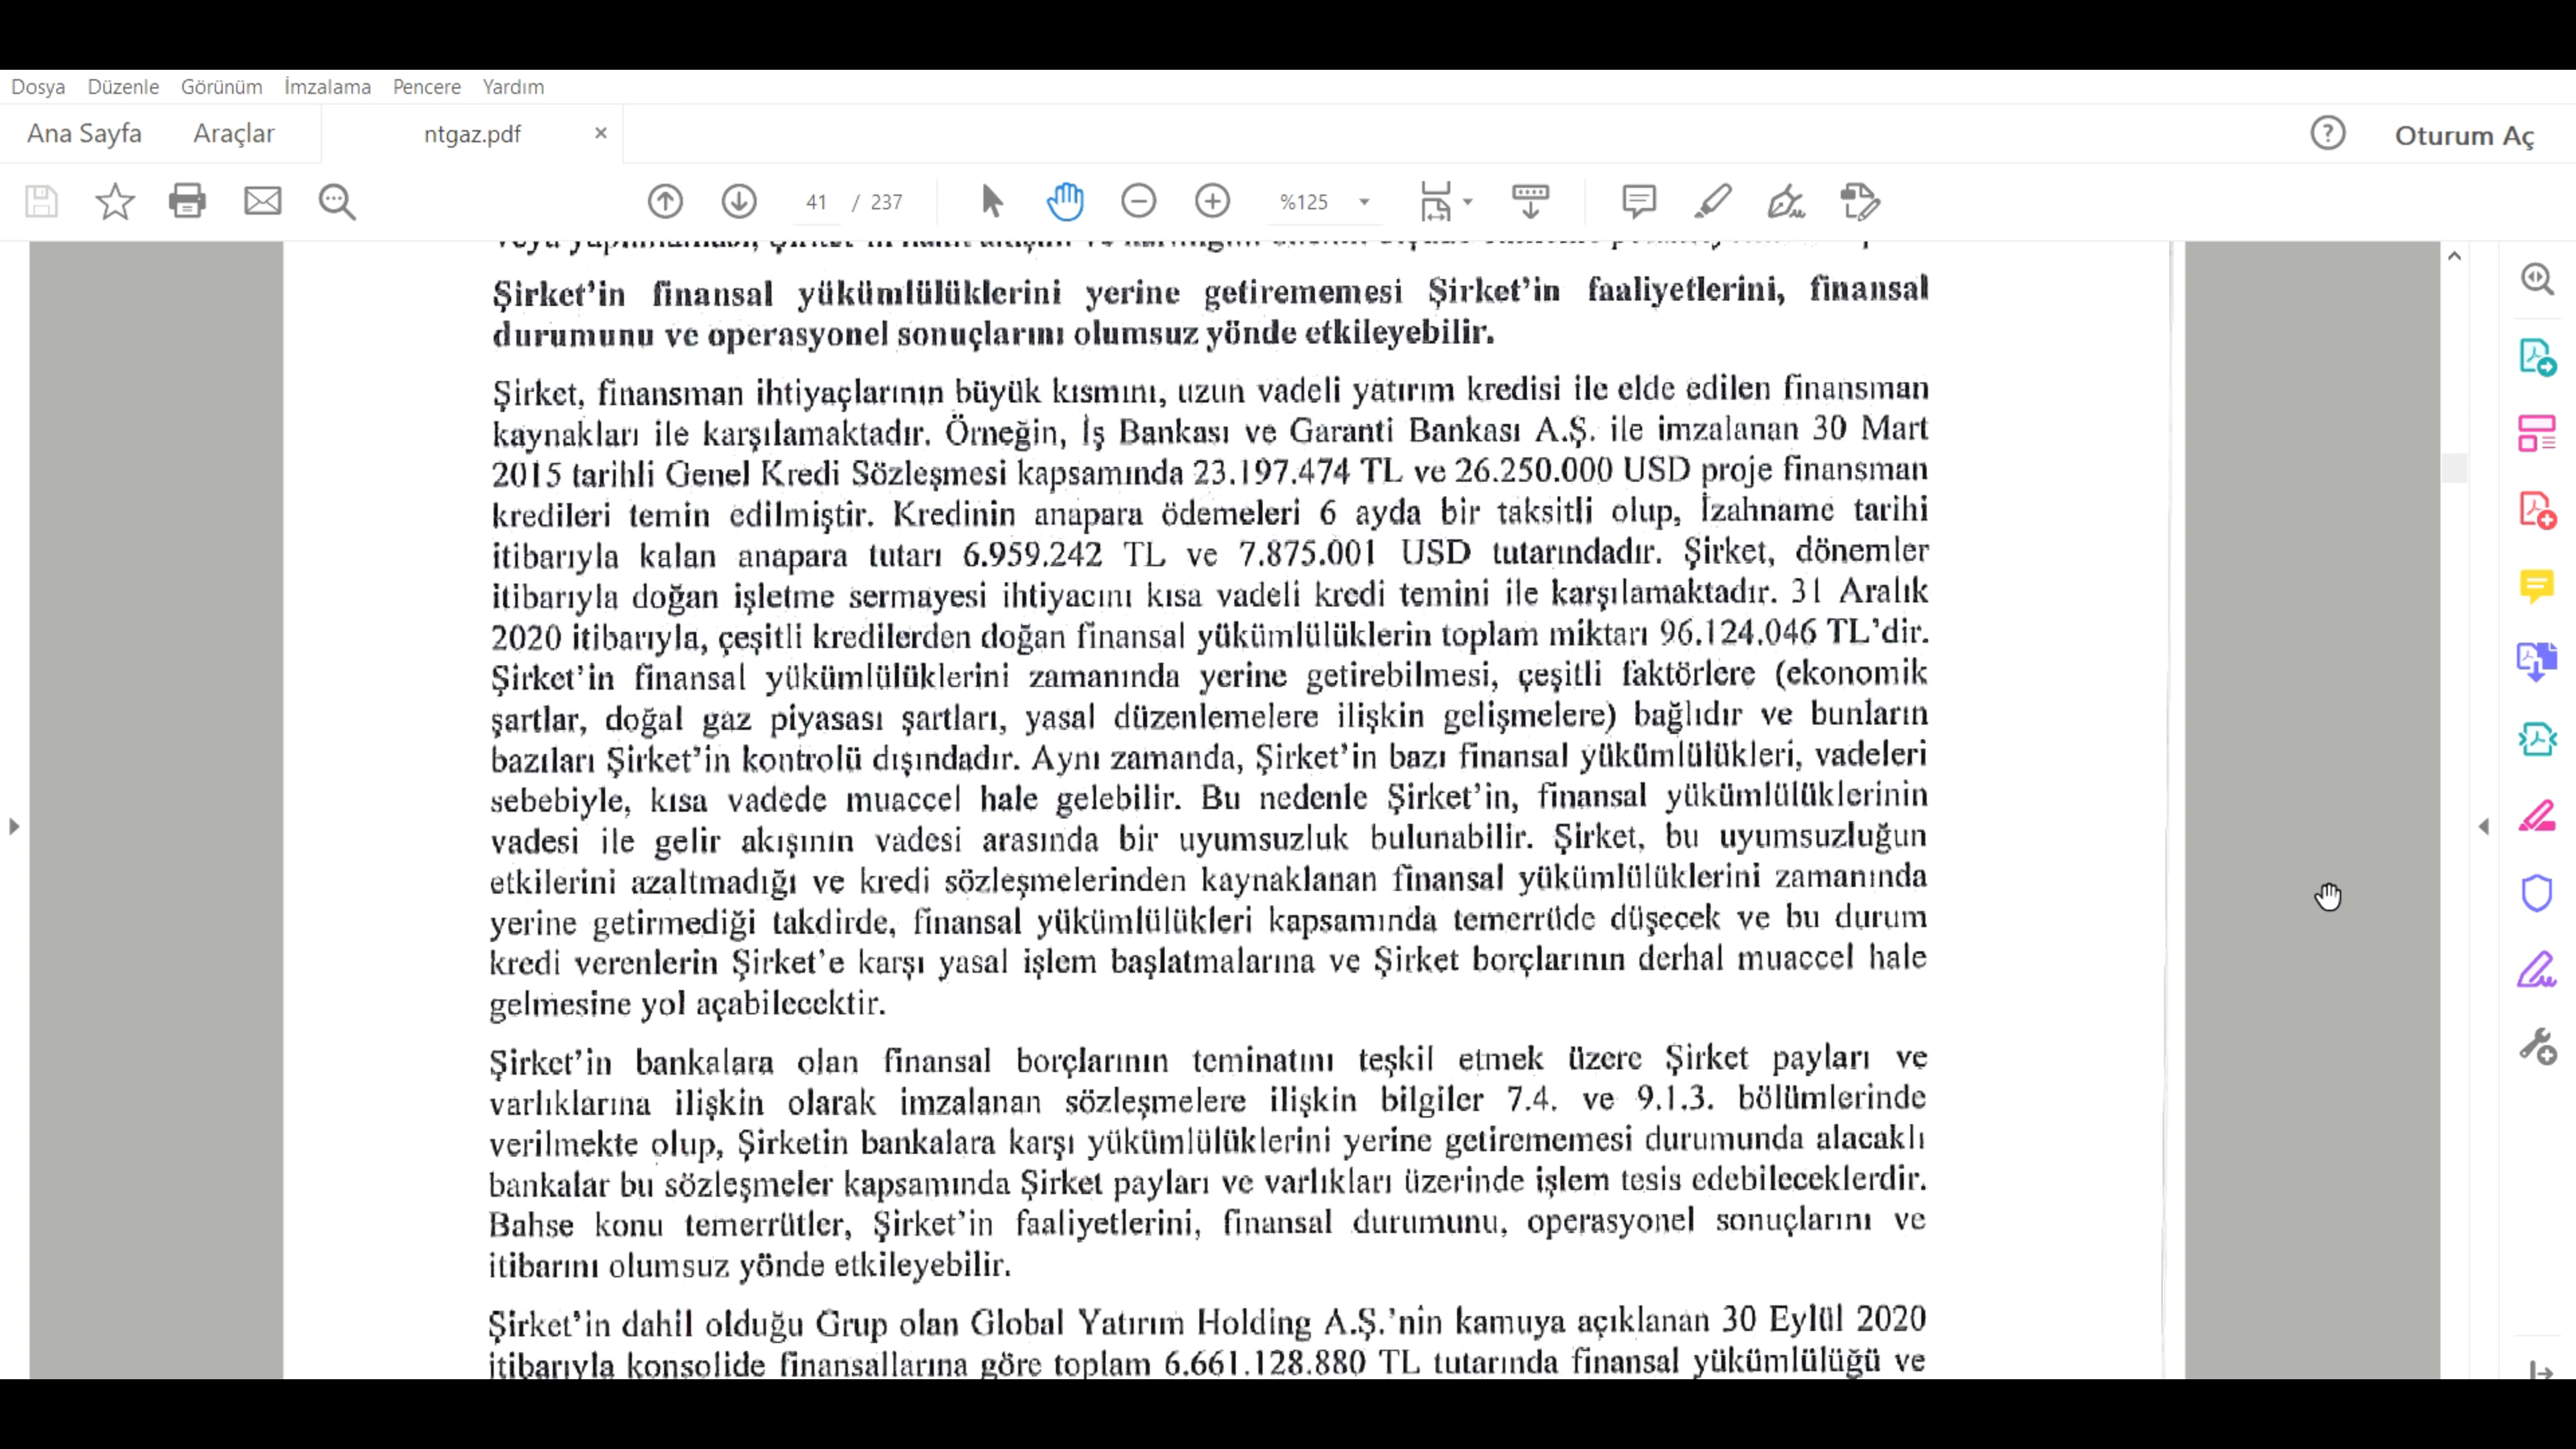 Dosya Düzenle Görünüm İmzalama Pencere Yardım
Ana Sayfa Araçlar ntgaz.pdf × ? Oturum Aç
41 / 237 %125
Şirket'in finansal yükümlülüklerini yerine getirememesi Şirket'in faaliyetlerini, finansal
durumunu ve operasyonel sonuçlarını olumsuz yönde etkileyebilir.
Şirket, finansman ihtiyaçlarının büyük kısmını, uzun vadeli yatırım kredisi ile elde edilen finansman
kaynakları ile karşılamaktadır. Örneğin, İş Bankası ve Garanti Bankası A.Ş. ile imzalanan 30 Mart
2015 tarihli Genel Kredi Sözleşmesi kapsamında 23.197.474 TL ve 26.250.000 USD proje finansman
kredileri temin edilmiştir. Kredinin anapara ödemeleri 6 ayda bir taksitli olup, İzahname tarihi
itibarıyla kalan anapara tutarı 6.959.242 TL ve 7.875.001 USD tutarındadır. Şirket, dönemler
itibarıyla doğan işletme sermayesi ihtiyacını kısa vadeli kredi temini ile karşılamaktadır. 31 Aralık
2020 itibarıyla, çeşitli kredilerden doğan finansal yükümlülüklerin toplam miktarı 96.124.046 TL'dir.
Şirket'in finansal yükümlülüklerini zamanında yerine getirebilmesi, çeşitli faktörlere (ekonomik
şartlar, doğal gaz piyasası şartları, yasal düzenlemelere ilişkin gelişmelere) bağlıdır ve bunların
bazıları Şirket'in kontrolü dışındadır. Aynı zamanda, Şirket'in bazı finansal yükümlülükleri, vadeleri
sebebiyle, kısa vadede muaccel hale gelebilir. Bu nedenle Şirket'in, finansal yükümlülüklerinin
vadesi ile gelir akışının vadesi arasında bir uyumsuzluk bulunabilir. Şirket, bu uyumsuzluğun
etkilerini azaltmadığı ve kredi sözleşmelerinden kaynaklanan finansal yükümlülüklerini zamanında
yerine getirmediği takdirde, finansal yükümlülükleri kapsamında temerrüde düşecek ve bu durum
kredi verenlerin Şirket'e karşı yasal işlem başlatmalarına ve Şirket borçlarının derhal muaccel hale
gelmesine yol açabilecektir.
Şirket'in bankalara olan finansal borçlarının teminatını teşkil etmek üzere Şirket payları ve
varlıklarına ilişkin olarak imzalanan sözleşmelere ilişkin bilgiler 7.4. ve 9.1.3. bölümlerinde
verilmekte olup, Şirketin bankalara karşı yükümlülüklerini yerine getirememesi durumunda alacaklı
bankalar bu sözleşmeler kapsamında Şirket payları ve varlıkları üzerinde işlem tesis edebileceklerdir.
Bahse konu temerrütler, Şirket'in faaliyetlerini, finansal durumunu, operasyonel sonuçlarını ve
itibarını olumsuz yönde etkileyebilir.
Şirket'in dahil olduğu Grup olan Global Yatırım Holding A.Ş.'nin kamuya açıklanan 30 Eylül 2020
itibarıyla konsolide finansallarına göre toplam 6.661.128.880 TL tutarında finansal yükümlülüğü ve